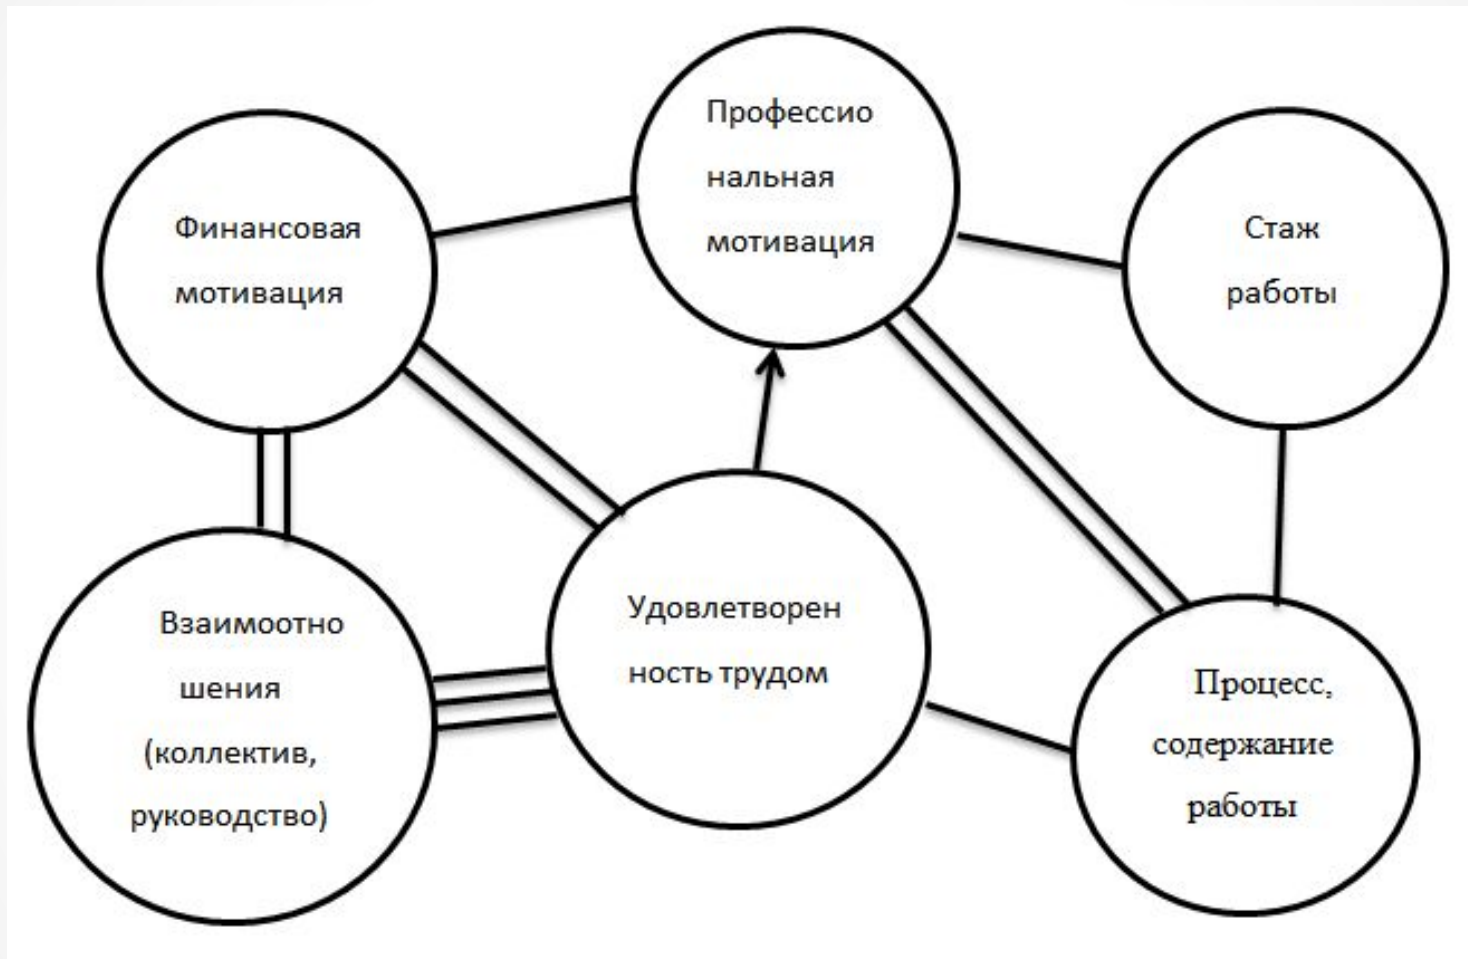 Профессио
нальная
мотивация
Финансовая
мотивация
Стаж
работы
Взаимоотно
шения
(коллектив,
руководство)
Удовлетворен
ность трудом
Процесс,
содержание
работы